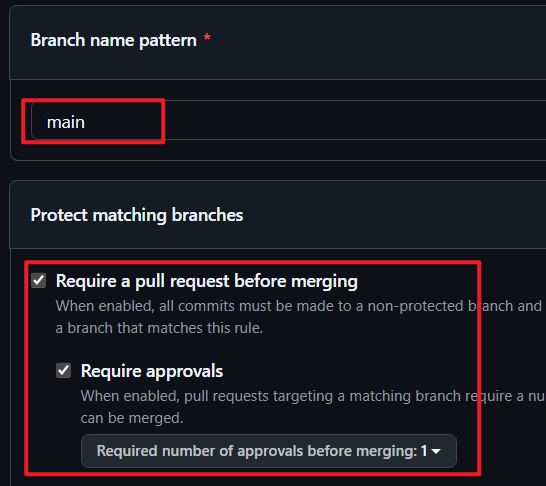 Branch name pattern *
main
Protect matching branches
Require a pull request before merging
When enabled, all commits must be made to a non-protected branch and
a branch that matches this rule.
Require approvals
When enabled, pull requests targeting a matching branch require a nu
can be merged.
Required number of approvals before merging: 1